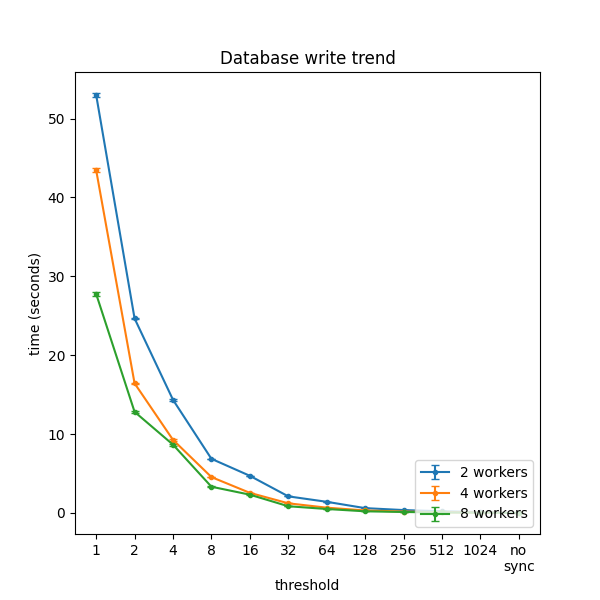 Database write trend
time (seconds)
50
40
30
20
10
0
2 workers
4 workers
8 workers
1 2 4 8 16 32 64 128 256 512 1024 no
sync
threshold